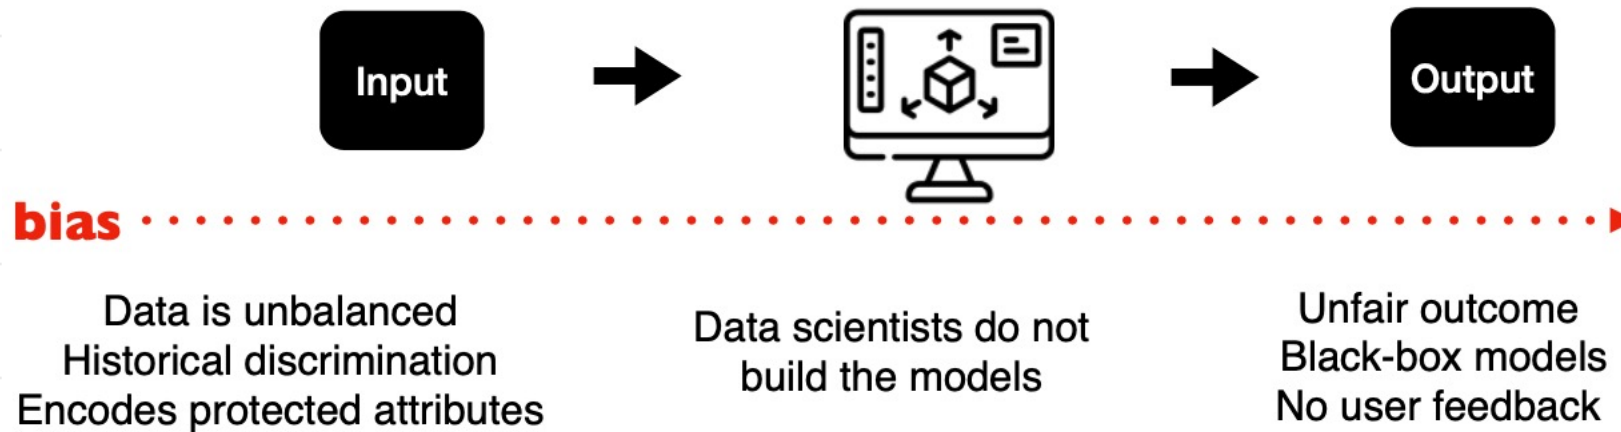 Input
Output
bias
Data is unbalanced
Historical discrimination
Encodes protected attributes
Data scientists do not
build the models
Unfair outcome
Black-box models
No user feedback